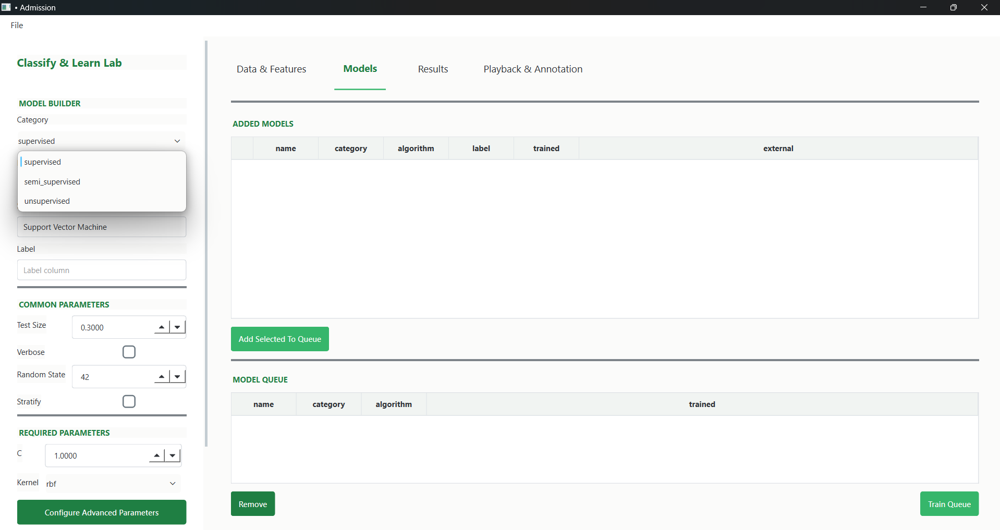 • Admission
File
Classify & Learn Lab
MODEL BUILDER
Category
supervised
supervised
semi_supervised
unsupervised
Support Vector Machine
Label
Label column
COMMON PARAMETERS
Test Size
0.3000
Verbose
Random State
42
Stratify
REQUIRED PARAMETERS
C
1.0000
Kernel
rbf
Configure Advanced Parameters
Data & Features
Models
Results
Playback & Annotation
ADDED MODELS
name category algorithm label trained external
Add Selected To Queue
MODEL QUEUE
name category algorithm trained
Remove
Train Queue